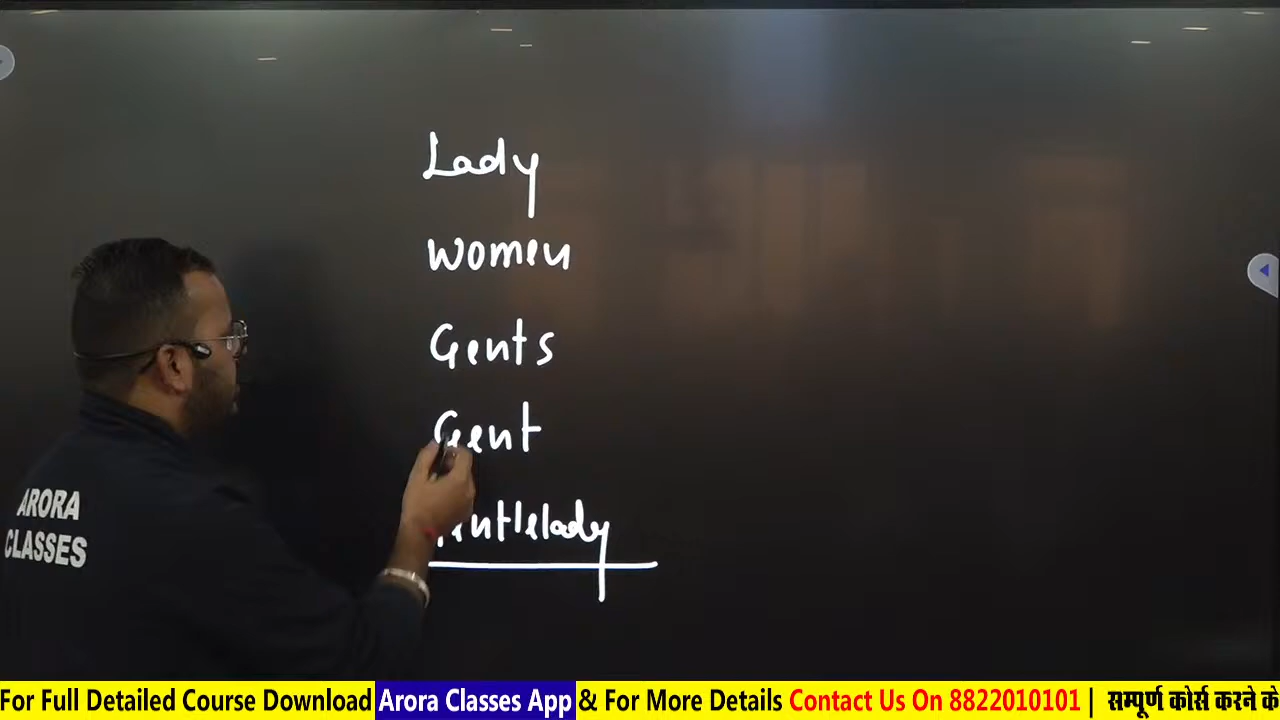 Lady
women
Gents
Gent
ARORA
CLASSES
For Full Detailed Course Download Arora Classes App & For More Details Contact Us On 8822010101 | सम्पूर्ण कोर्स करने के